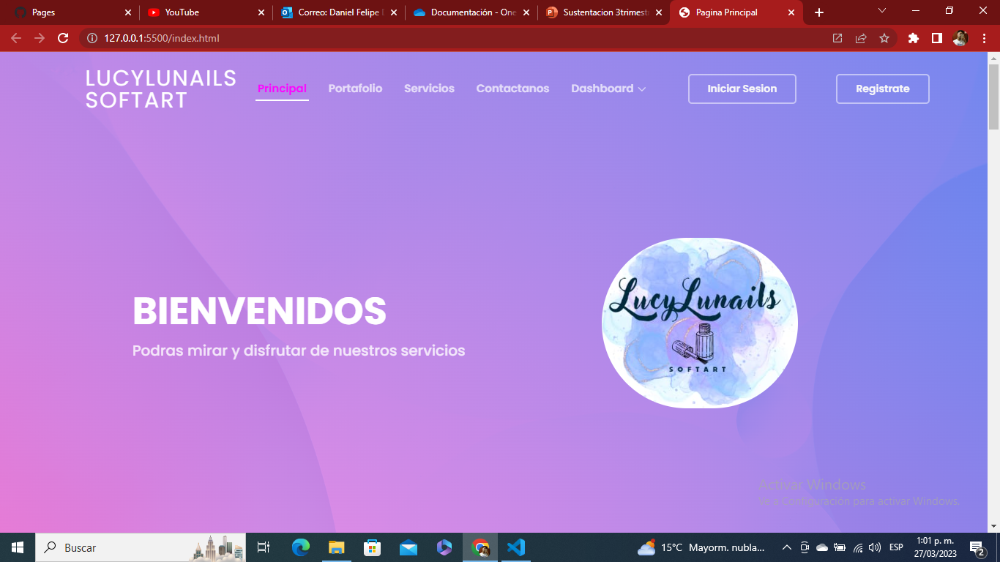 Pages
YouTube
Correo: Daniel Felipe
Documentación - One
Sustentacion 3trimest
Pagina Principal
127.0.0.1:5500/index.html
LUCYLUNAILS
SOFTART
Principal
Portafolio
Servicios
Contactanos
Dashboard
Iniciar Sesion
Registrate
BIENVENIDOS
Podras mirar y disfrutar de nuestros servicios
LucyLunails
SOFTART
Activar Windows
Ve a Configuración para activar Windows.
Buscar
15°C Mayorm. nubla...
ESP
1:01 p. m.
27/03/2023
2